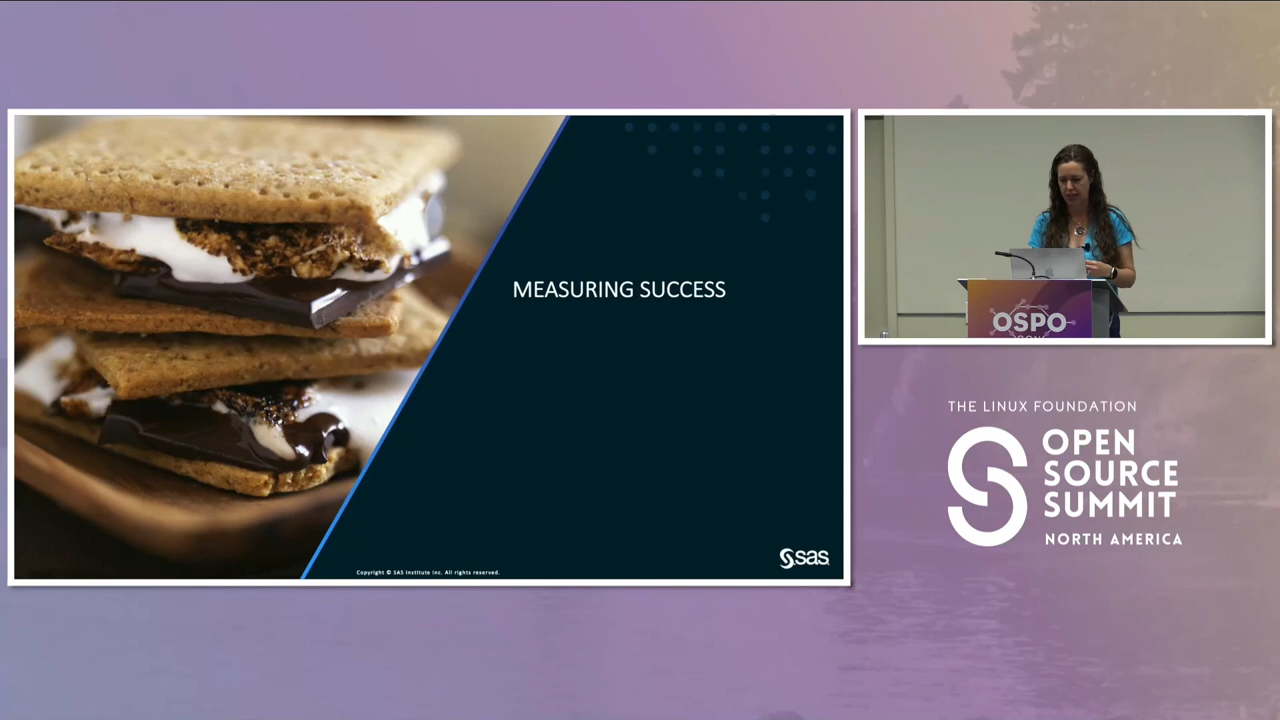 MEASURING SUCCESS
Copyright © SAS Institute Inc. All rights reserved.
sas
OSPO
THE LINUX FOUNDATION
OPEN
SOURCE
SUMMIT
NORTH AMERICA